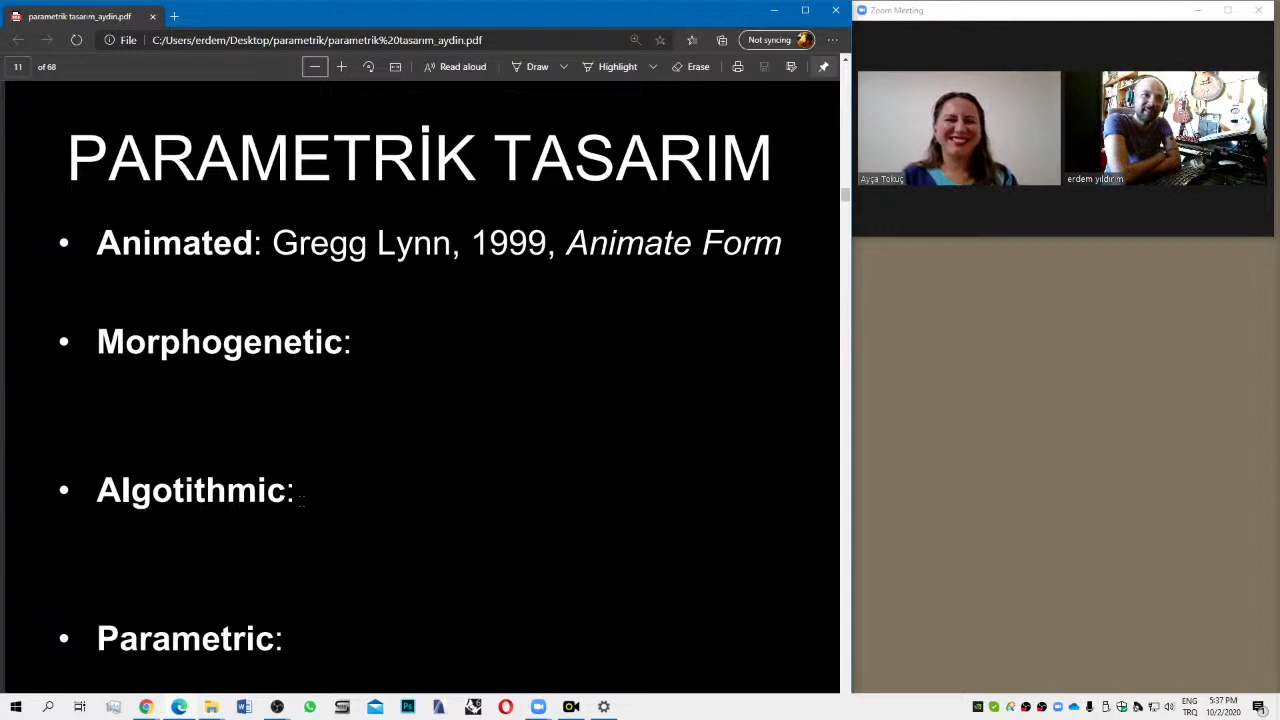 parametrik tasarım_aydin.pdf
File
C:/Users/erdem/Desktop/parametrik/parametrik%20tasarım_aydin.pdf
Not syncing
11 of 68
Read aloud
Draw
Highlight
Erase
PARAMETRİK TASARIM
• Animated: Gregg Lynn, 1999, Animate Form
• Morphogenetic:
• Algotithmic:
• Parametric:
Zoom Meeting
Ayça Tokuç
erdem yıldırım
ENG
TRQ
5:37 PM
10/2/2020